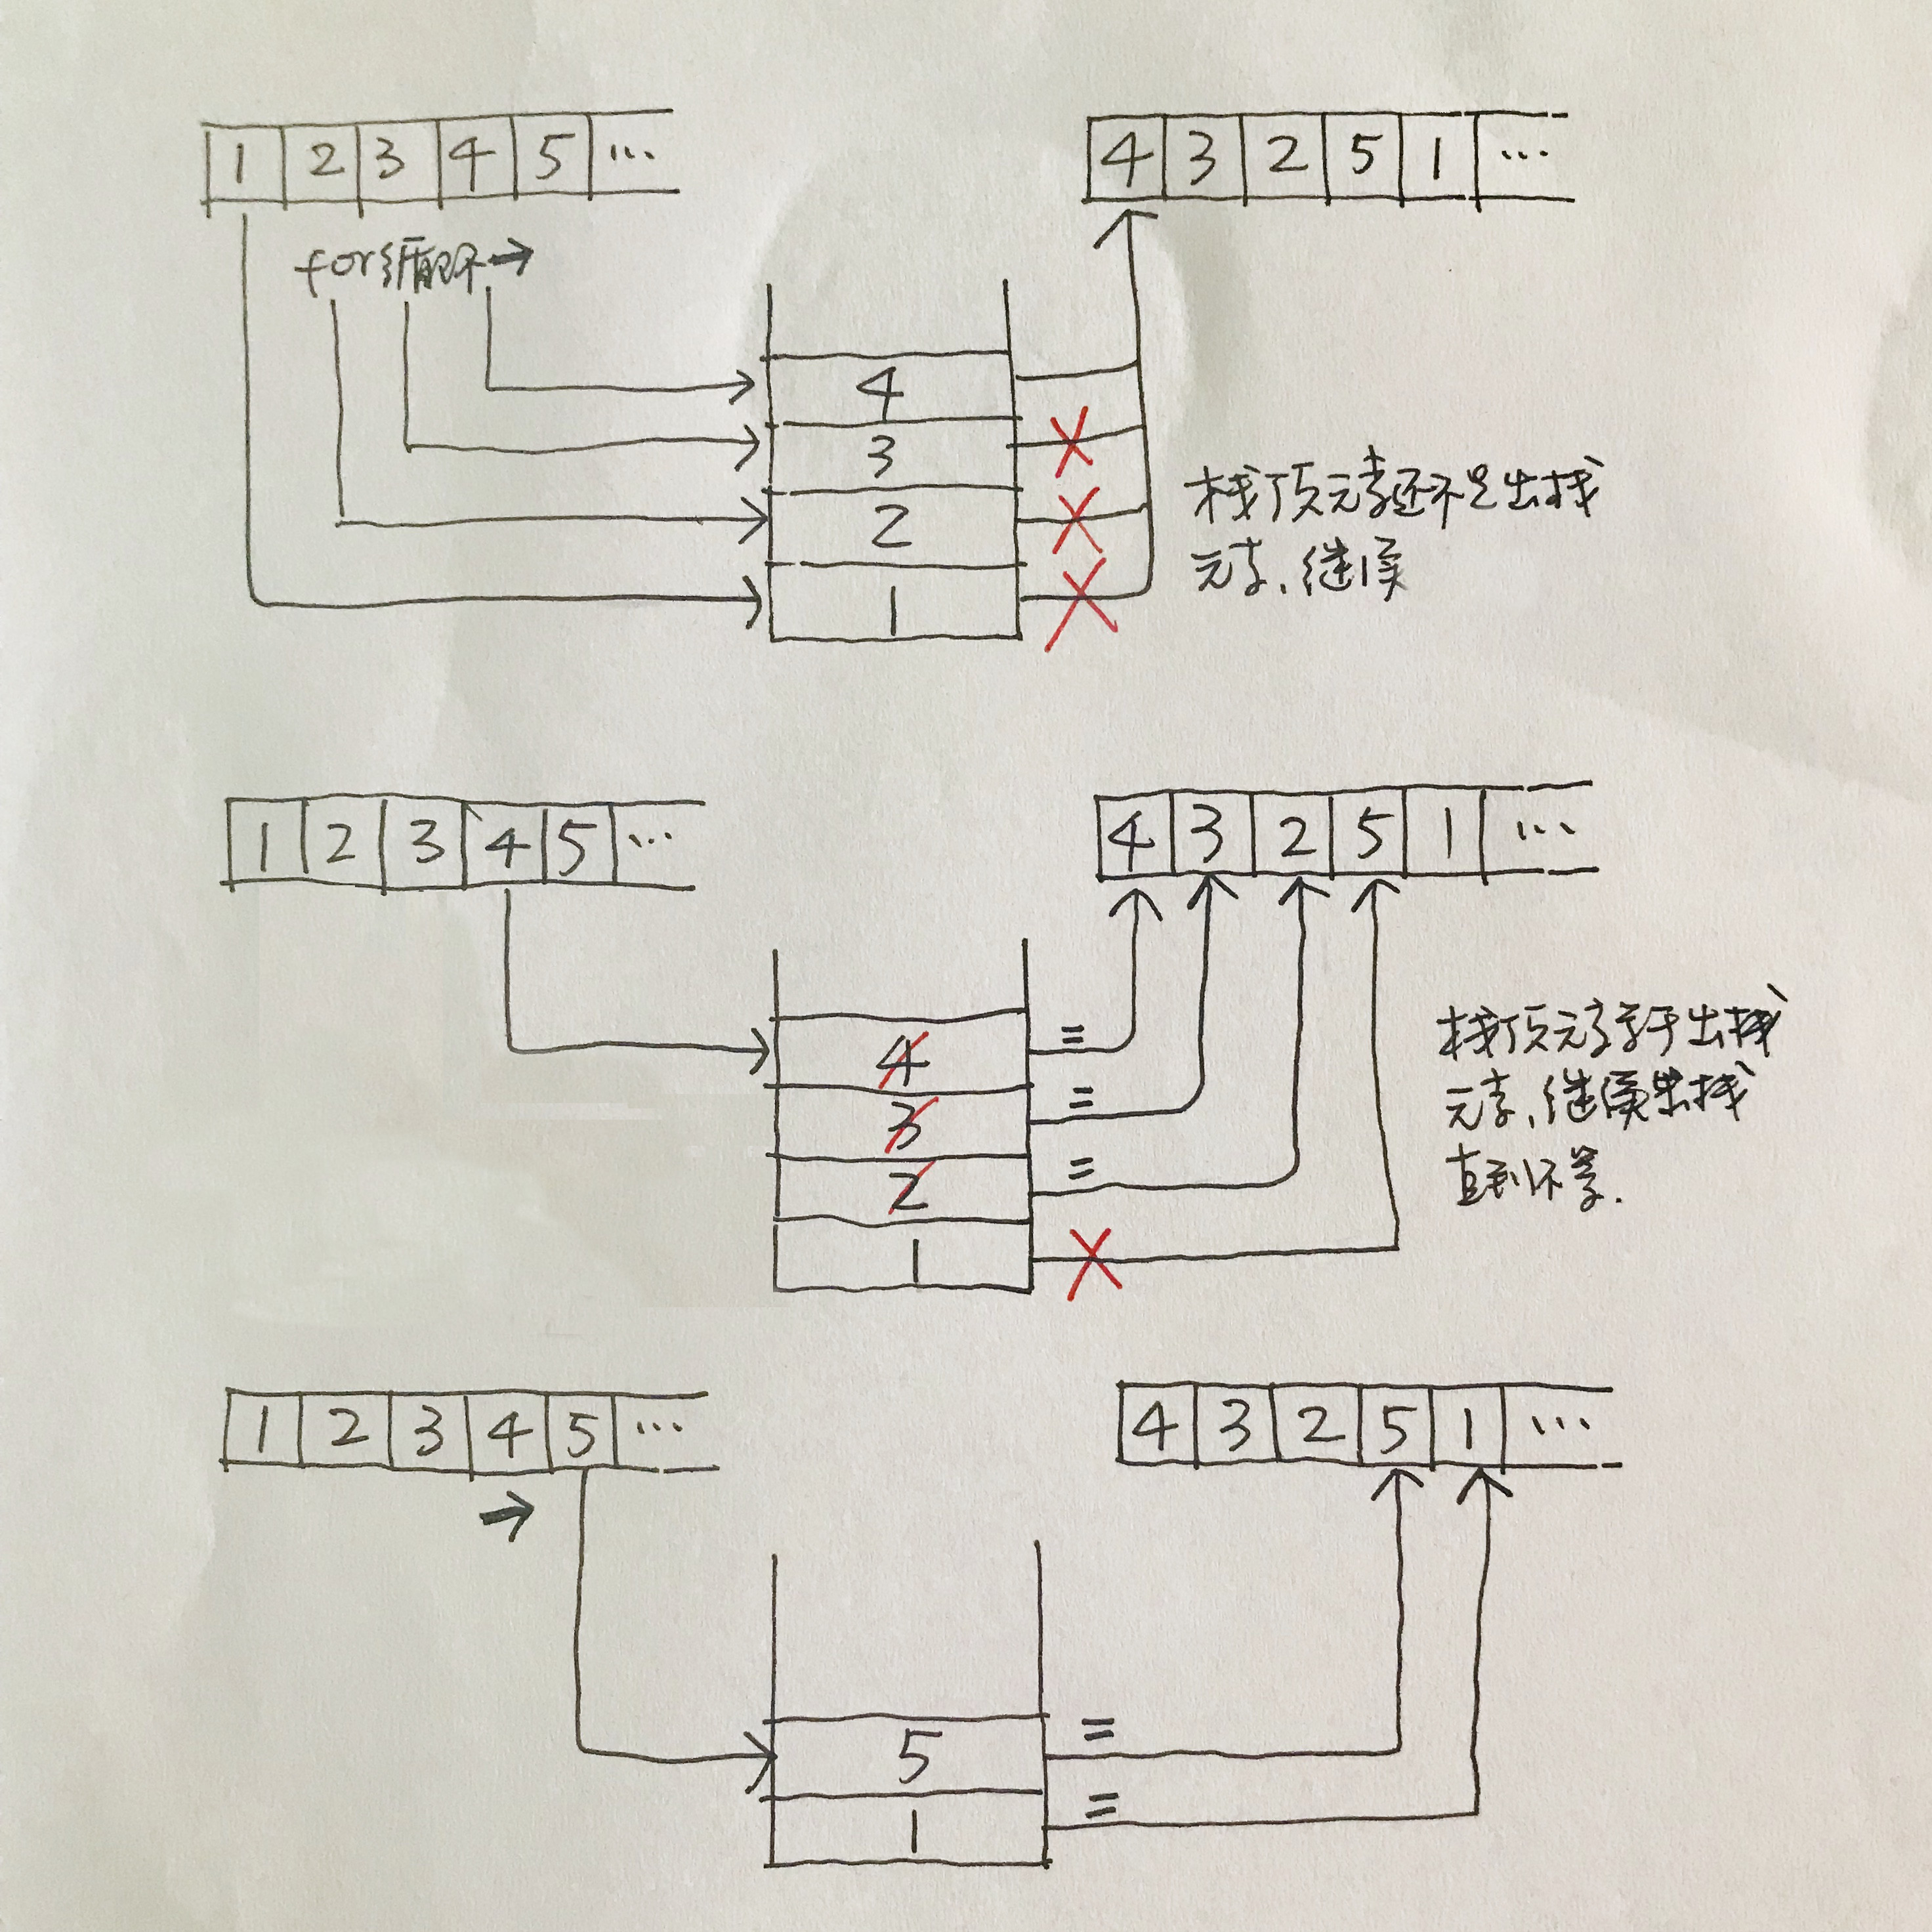 1 2 3 4 5 ...
4 3 2 5 1 ...
for循环→
4
3
2
1
栈顶元素还不是出栈
元素,继续
1 2 3 4 5 ...
4 3 2 5 1 ...
4 =
3 =
2 =
1
栈顶元素等于出栈
元素,继续出栈
直到不等.
1 2 3 4 5 ...
4 3 2 5 1 ...
→
5 =
1 =